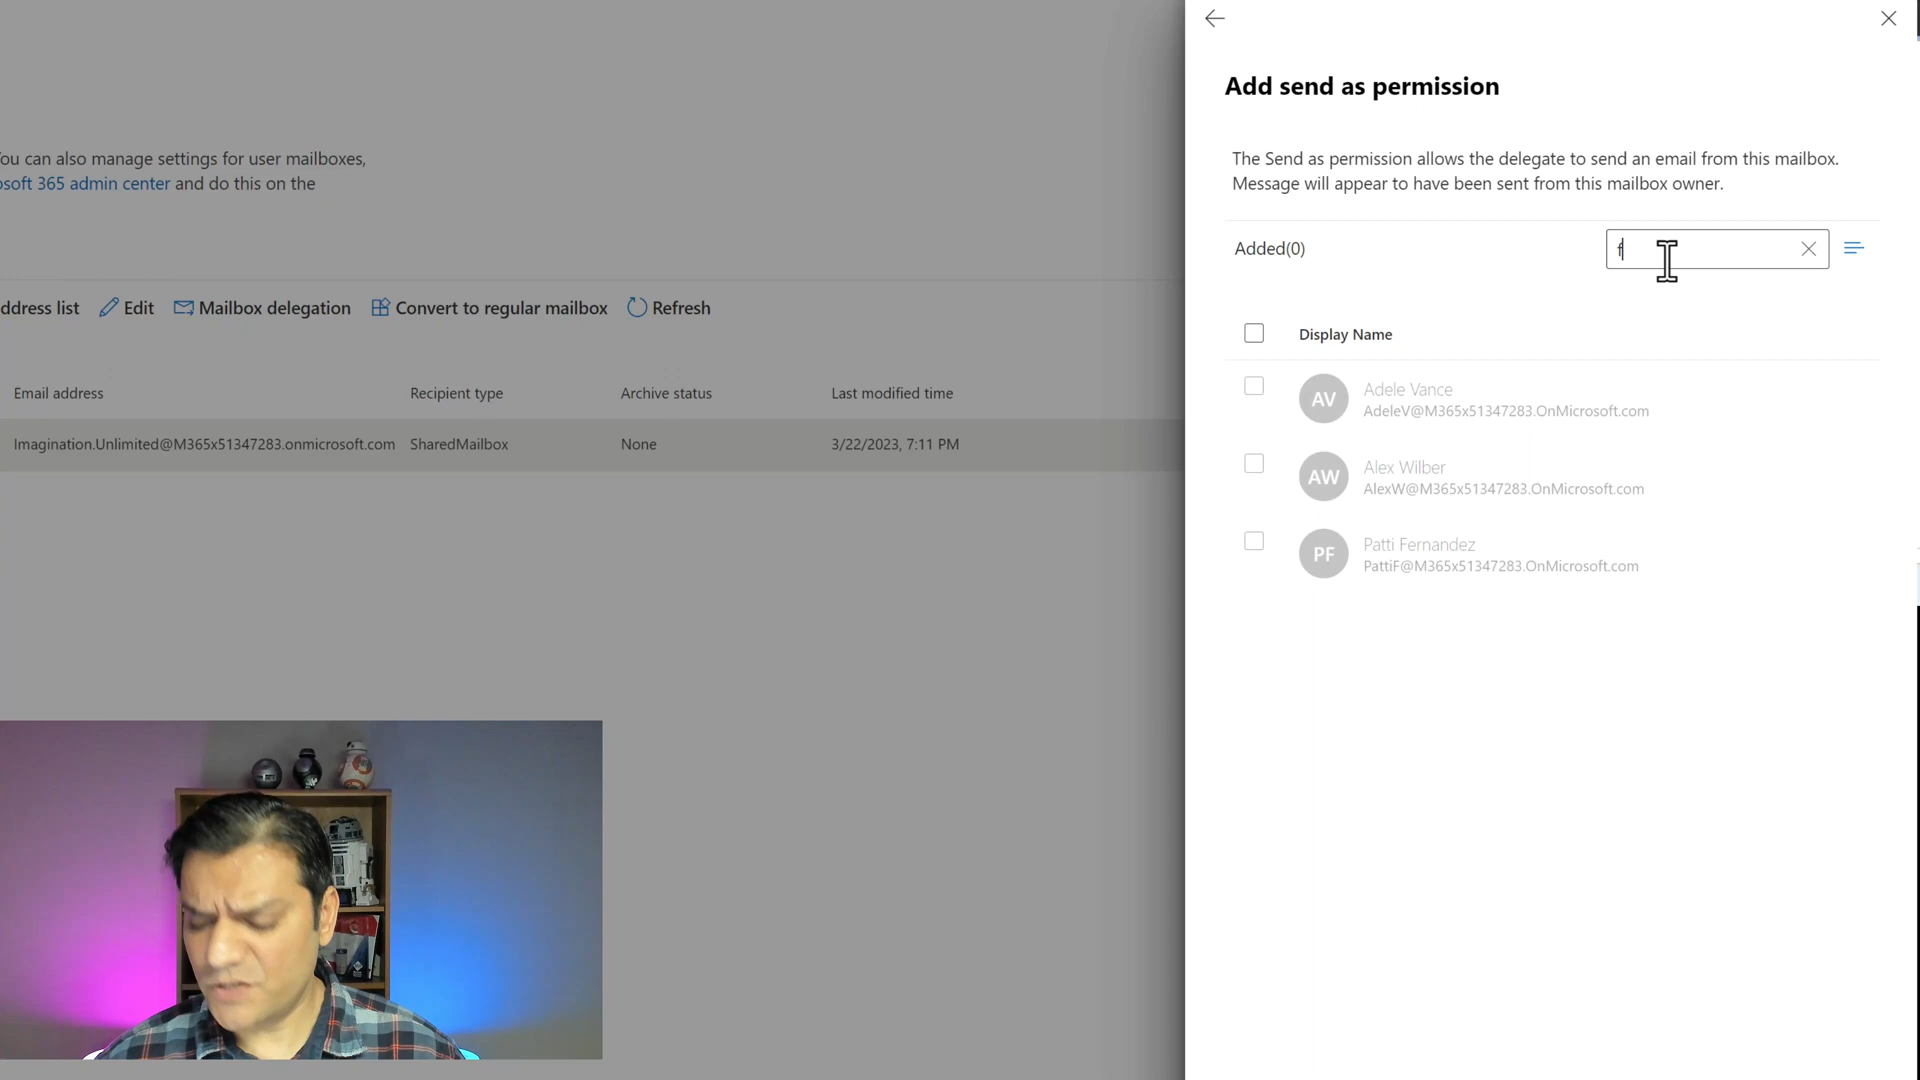 Add send as permission
ou can also manage settings for user mailboxes,
osoft 365 admin center and do this on the
The Send as permission allows the delegate to send an email from this mailbox.
Message will appear to have been sent from this mailbox owner.
Added(0)
f
ddress list Edit Mailbox delegation Convert to regular mailbox Refresh
Display Name
Email address Recipient type Archive status Last modified time
Imagination.Unlimited@M365x51347283.onmicrosoft.com SharedMailbox None 3/22/2023, 7:11 PM
AV Adele Vance
AdeleV@M365x51347283.OnMicrosoft.com
AW Alex Wilber
AlexW@M365x51347283.OnMicrosoft.com
PF Patti Fernandez
PattiF@M365x51347283.OnMicrosoft.com